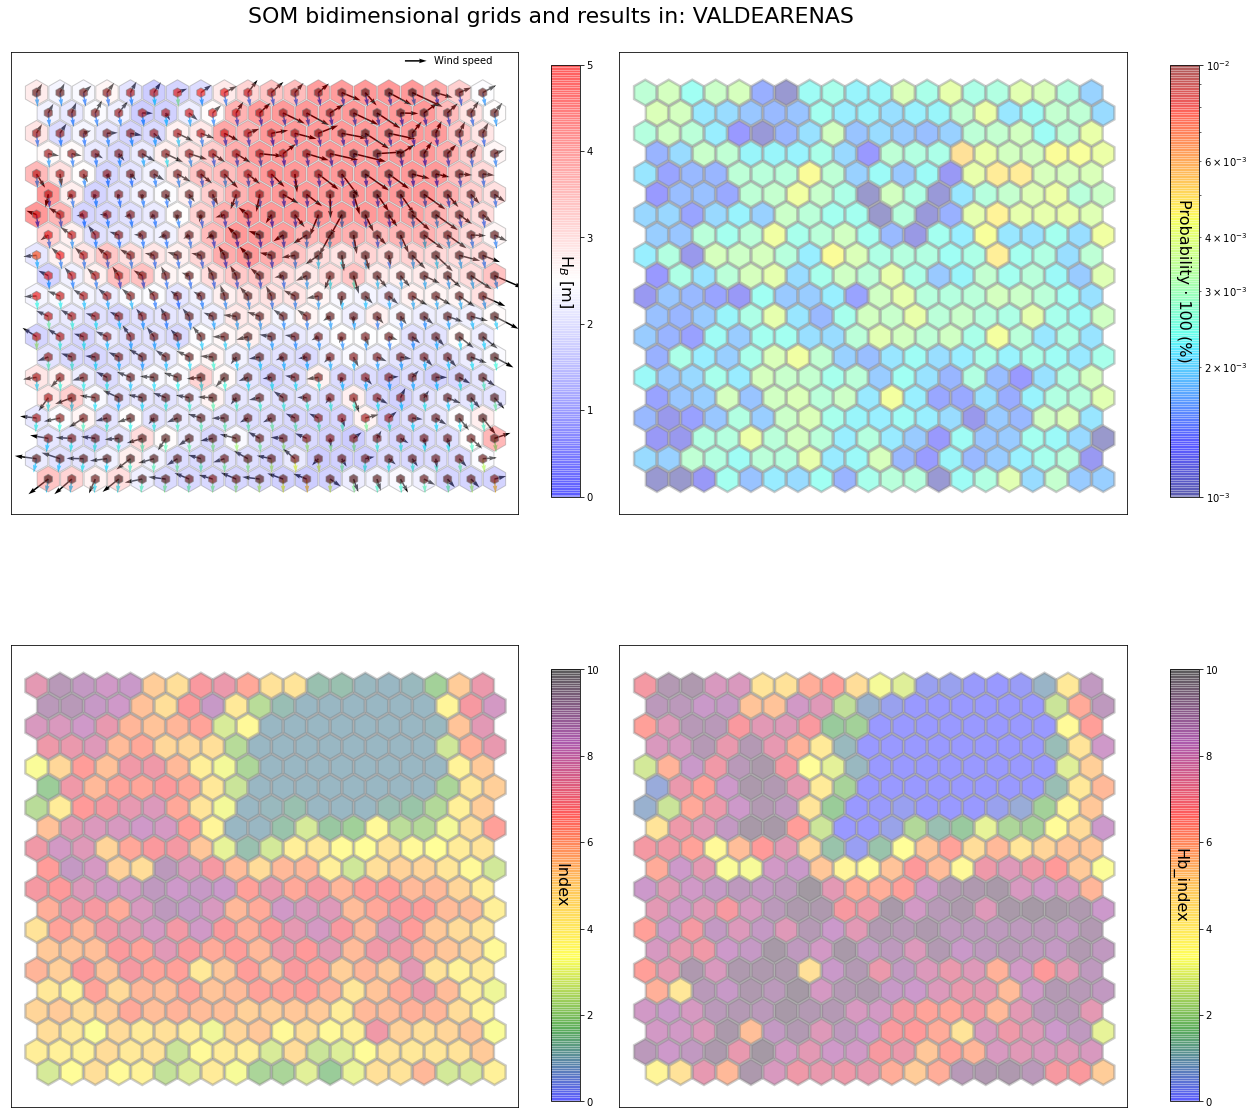 SOM bidimensional grids and results in: VALDEARENAS
Wind speed
5
4
3
2
1
0
H_B [m]
10⁻²
6 × 10⁻³
4 × 10⁻³
3 × 10⁻³
2 × 10⁻³
10⁻³
Probability · 100 (%)
10
8
6
4
2
0
Index
10
8
6
4
2
0
Hb_index